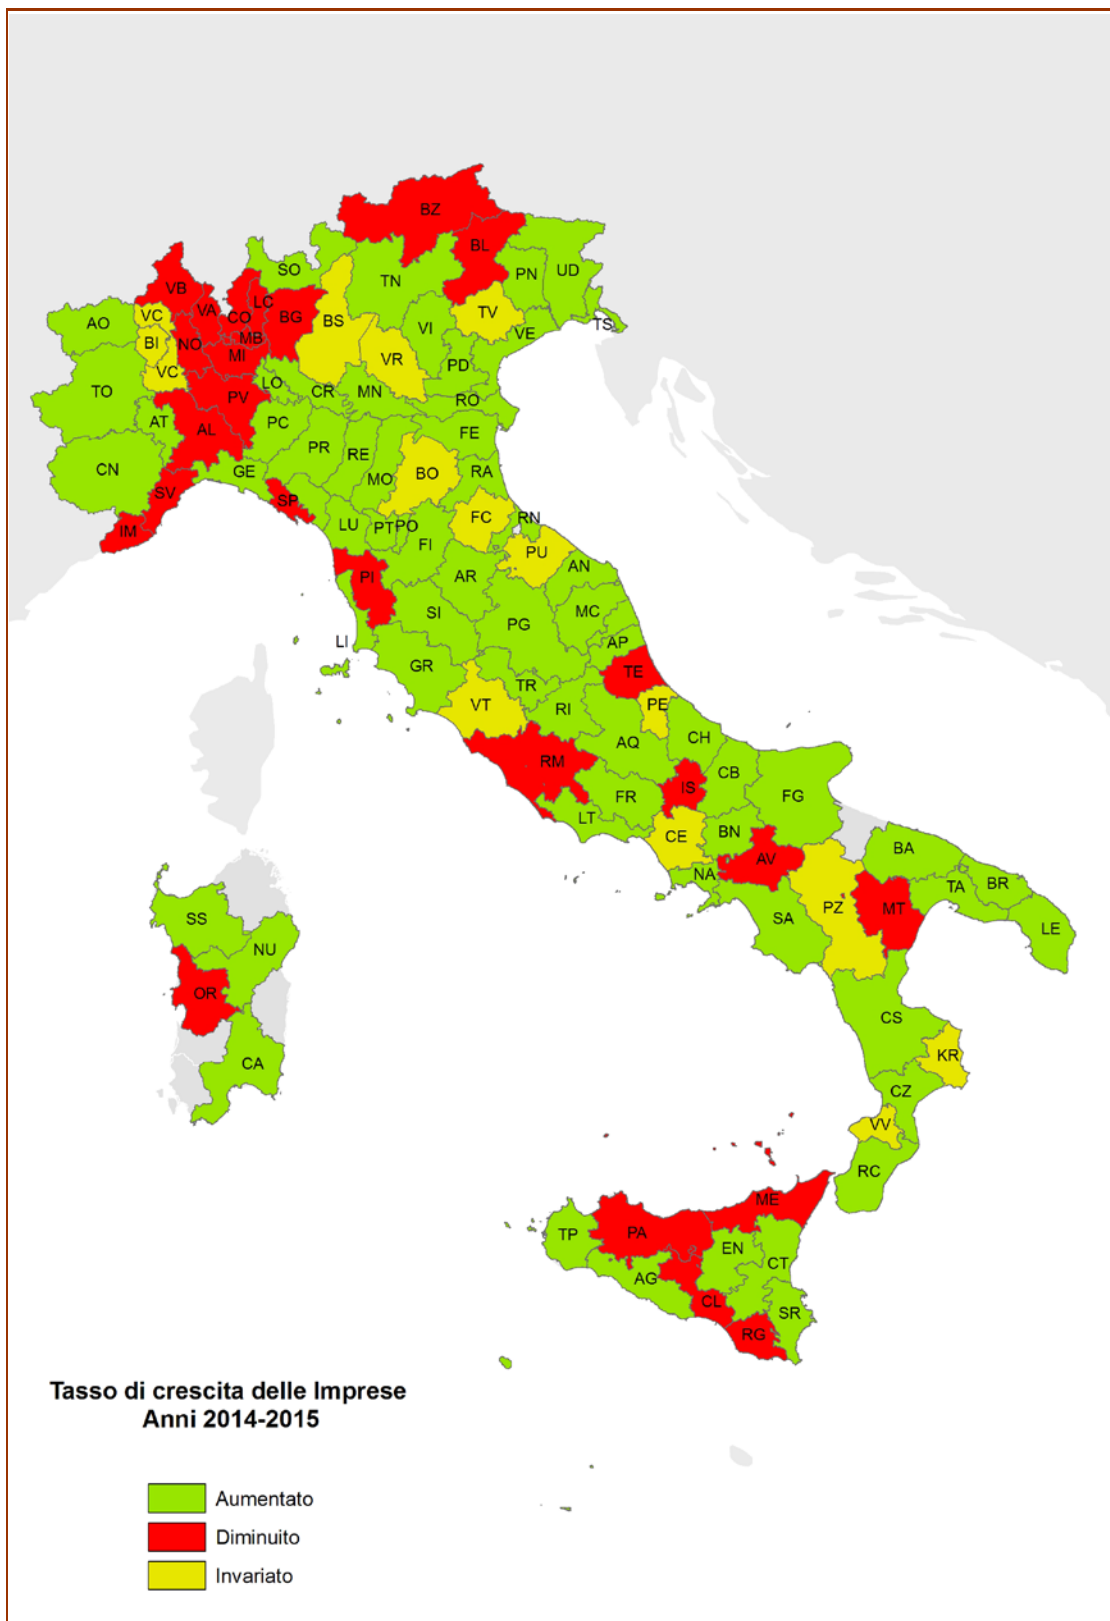 BZ
BL
SO
TN
PN
UD
VB
VA
CO
LC
BG
BS
TV
TS
AO
VC
BI
NO
MB
MI
VI
VR
VE
VC
TO
PV
LO
CR
MN
PD
RO
AT
AL
PC
PR
RE
MO
FE
CN
GE
BO
RA
SV
SP
IM
LU
PT
PO
FI
FC
RN
PU
AN
PI
AR
SI
PG
MC
LI
GR
AP
TE
TR
VT
RI
PE
AQ
CH
RM
CB
IS
FR
FG
LT
CE
BN
BA
AV
NA
TA
BR
SA
PZ
MT
LE
SS
NU
OR
CA
CS
KR
CZ
VV
RC
ME
TP
PA
EN
CT
AG
CL
SR
RG
Tasso di crescita delle Imprese
Anni 2014-2015
Aumentato
Diminuito
Invariato